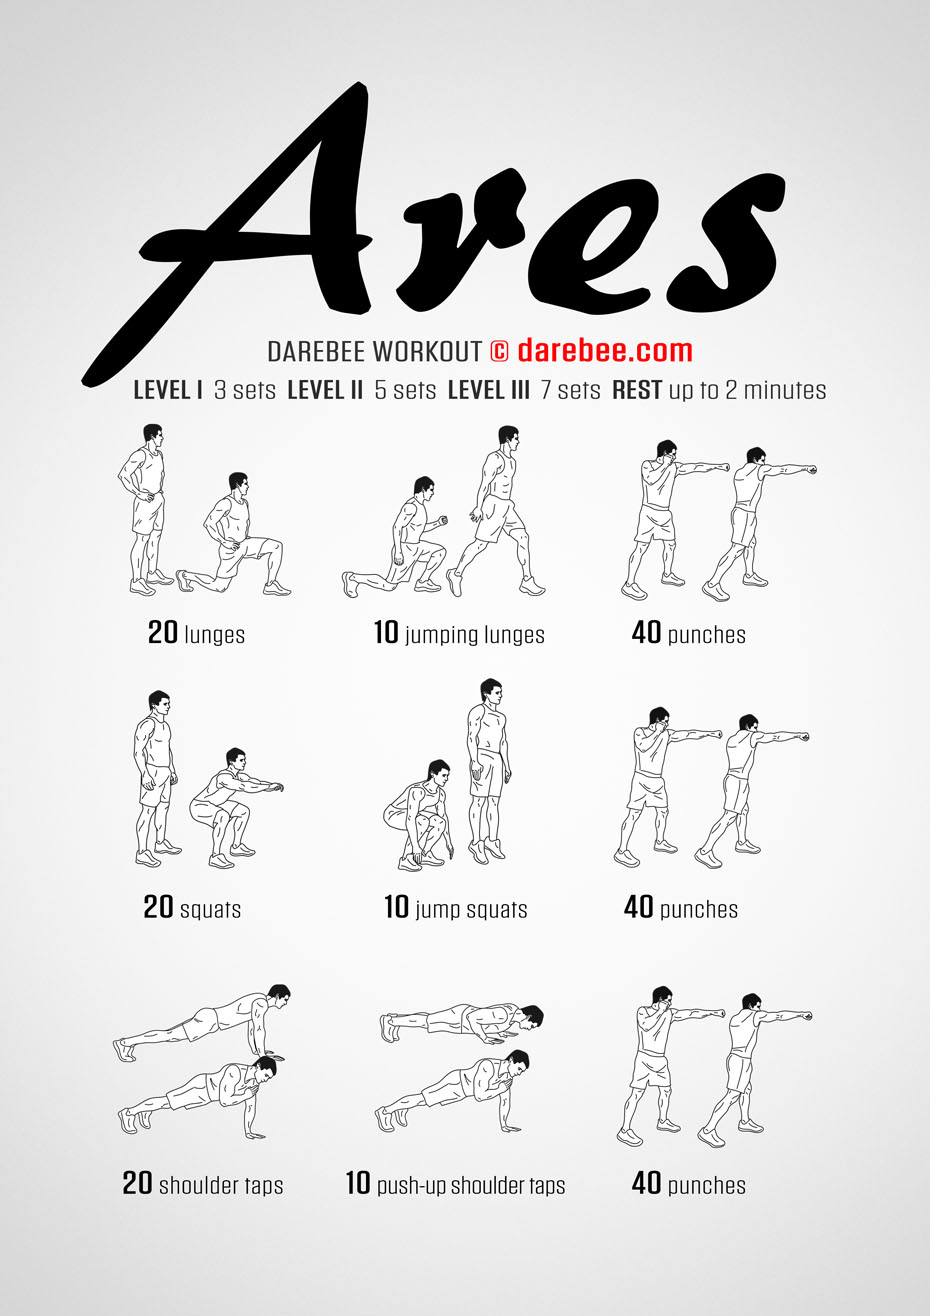 Ares
DAREBEE WORKOUT © darebee.com
LEVEL I 3 sets LEVEL II 5 sets LEVEL III 7 sets REST up to 2 minutes
20 lunges
10 jumping lunges
40 punches
20 squats
10 jump squats
40 punches
20 shoulder taps
10 push-up shoulder taps
40 punches